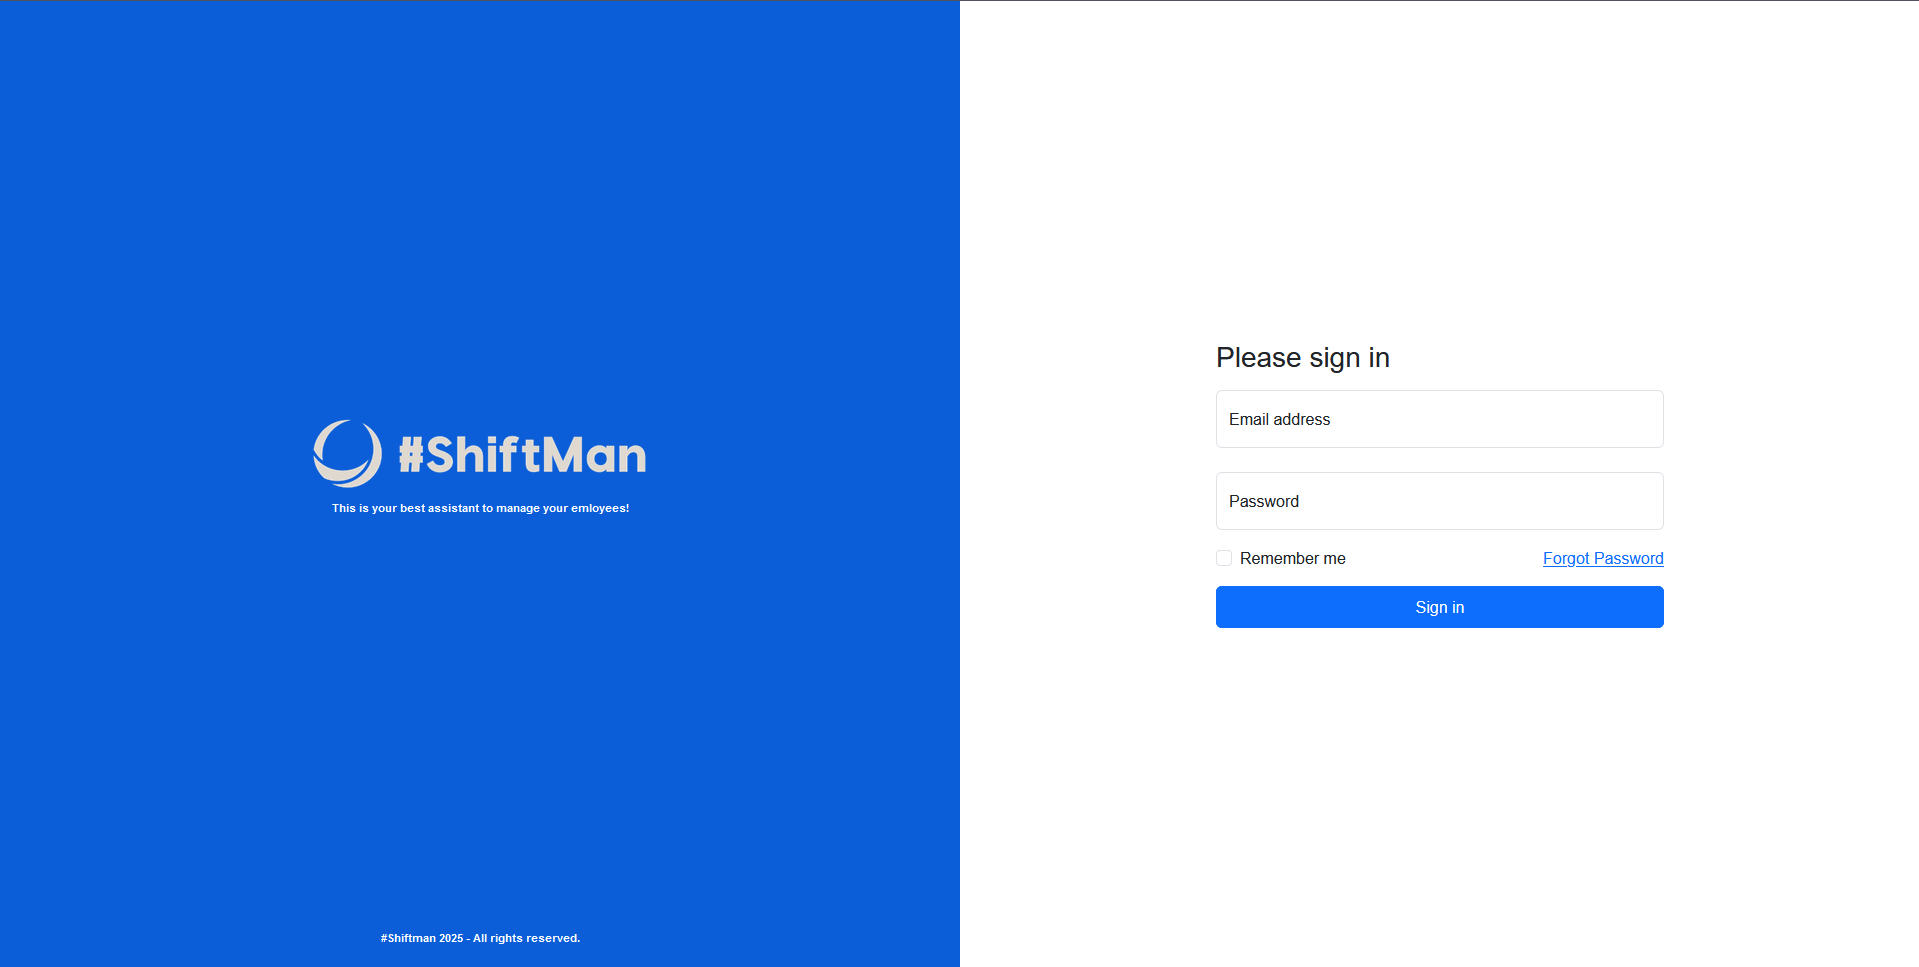 #ShiftMan
This is your best assistant to manage your emloyees!
#Shiftman 2025 - All rights reserved.
Please sign in
Email address
Password
Remember me
Forgot Password
Sign in